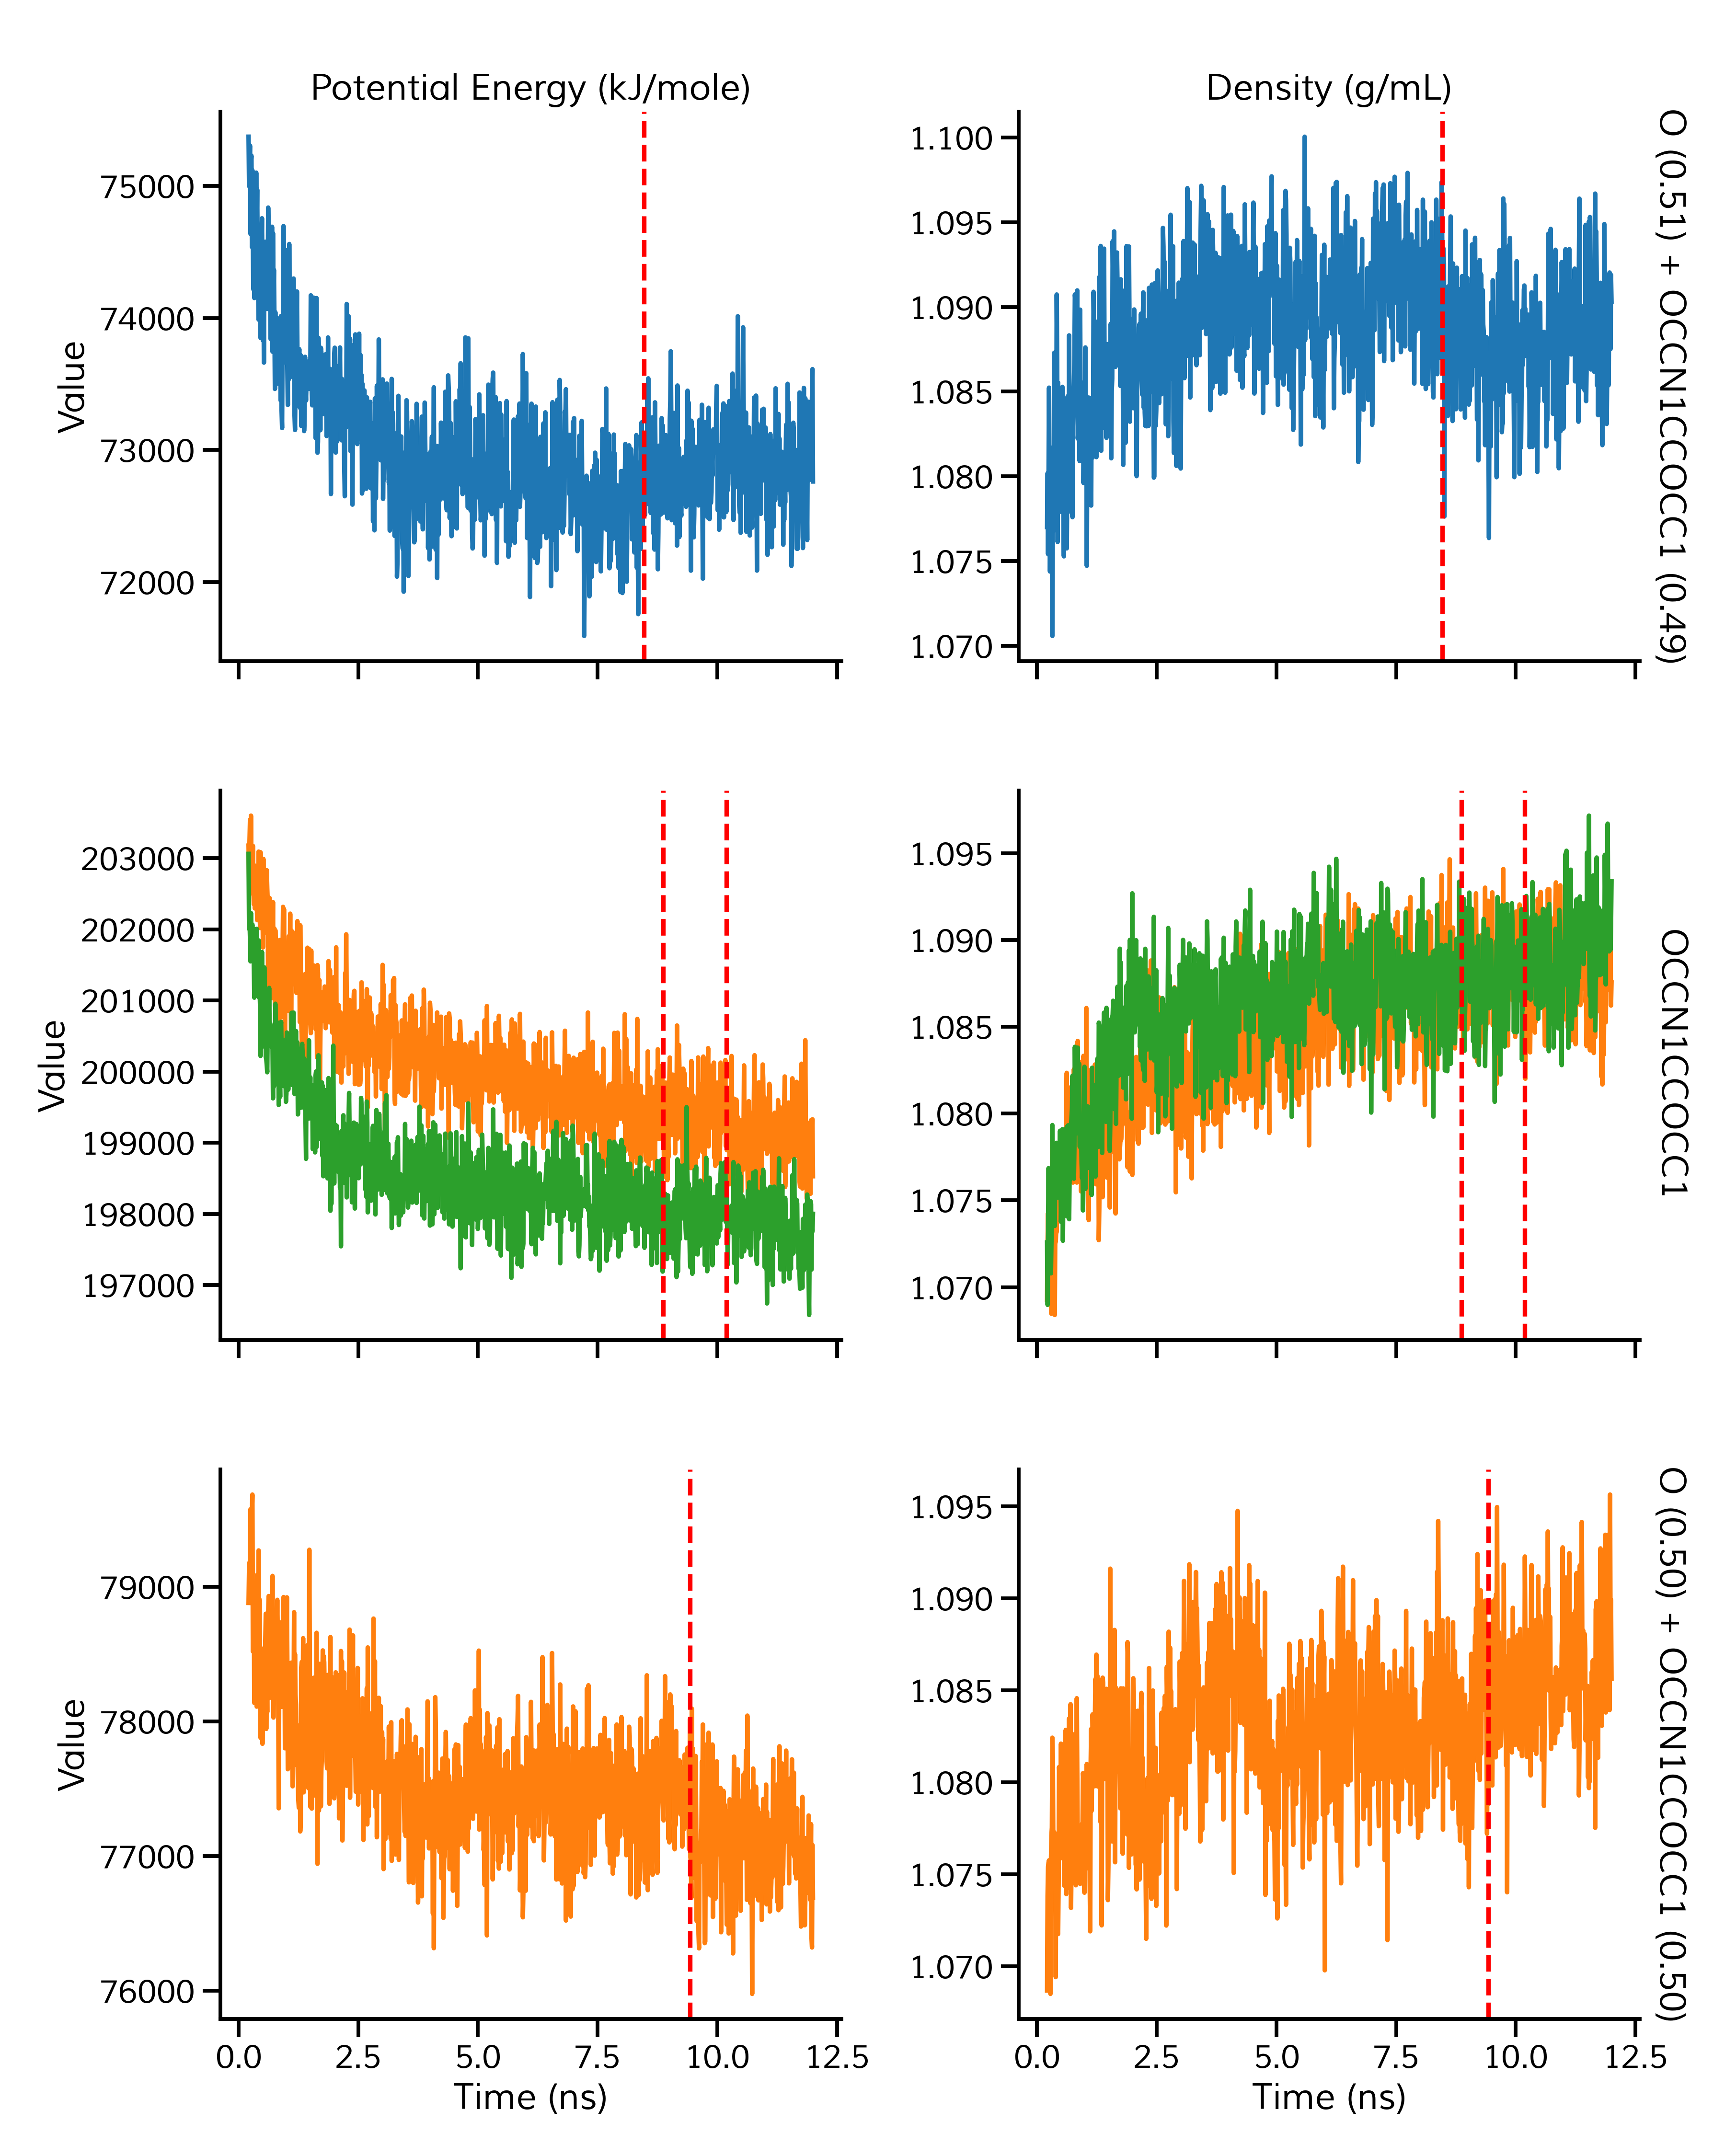 Potential Energy (kJ/mole)
Density (g/mL)
Value
75000
74000
73000
72000
1.100
1.095
1.090
1.085
1.080
1.075
1.070
O (0.51) + OCCN1CCOCC1 (0.49)
Value
203000
202000
201000
200000
199000
198000
197000
1.095
1.090
1.085
1.080
1.075
1.070
OCCN1CCOCC1
Value
79000
78000
77000
76000
0.0 2.5 5.0 7.5 10.0 12.5
Time (ns)
1.095
1.090
1.085
1.080
1.075
1.070
0.0 2.5 5.0 7.5 10.0 12.5
Time (ns)
O (0.50) + OCCN1CCOCC1 (0.50)